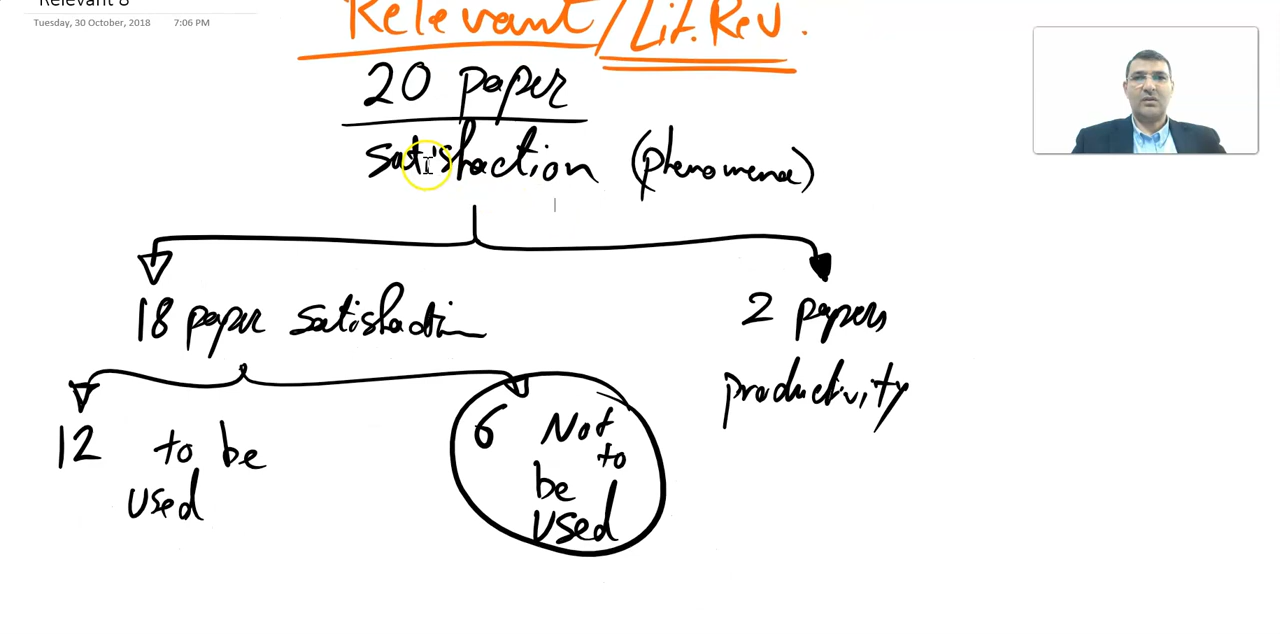 Relevant 8
Tuesday, 30 October, 2018 7:06 PM
Relevant/Lit.Rev.
20 paper
satisfaction (phenomena)
18 paper satisfaction
2 papers
productivity
12 to be
used
6 Not
to
be
used